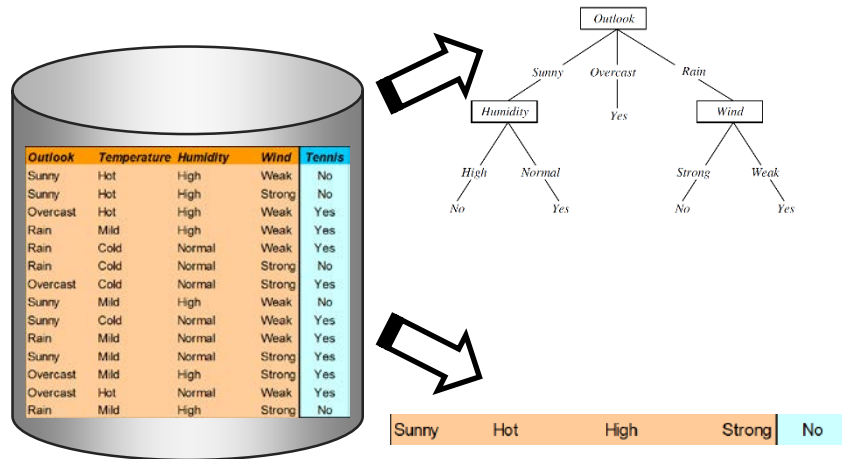 Outlook
Sunny Overcast Rain
Humidity Yes Wind
High Normal Strong Weak
No Yes No Yes
Outlook Temperature Humidity Wind Tennis
Sunny Hot High Weak No
Sunny Hot High Strong No
Overcast Hot High Weak Yes
Rain Mild High Weak Yes
Rain Cold Normal Weak Yes
Rain Cold Normal Strong No
Overcast Cold Normal Strong Yes
Sunny Mild High Weak No
Sunny Cold Normal Weak Yes
Rain Mild Normal Weak Yes
Sunny Mild Normal Strong Yes
Overcast Mild High Strong Yes
Overcast Hot Normal Weak Yes
Rain Mild High Strong No
Sunny Hot High Strong No